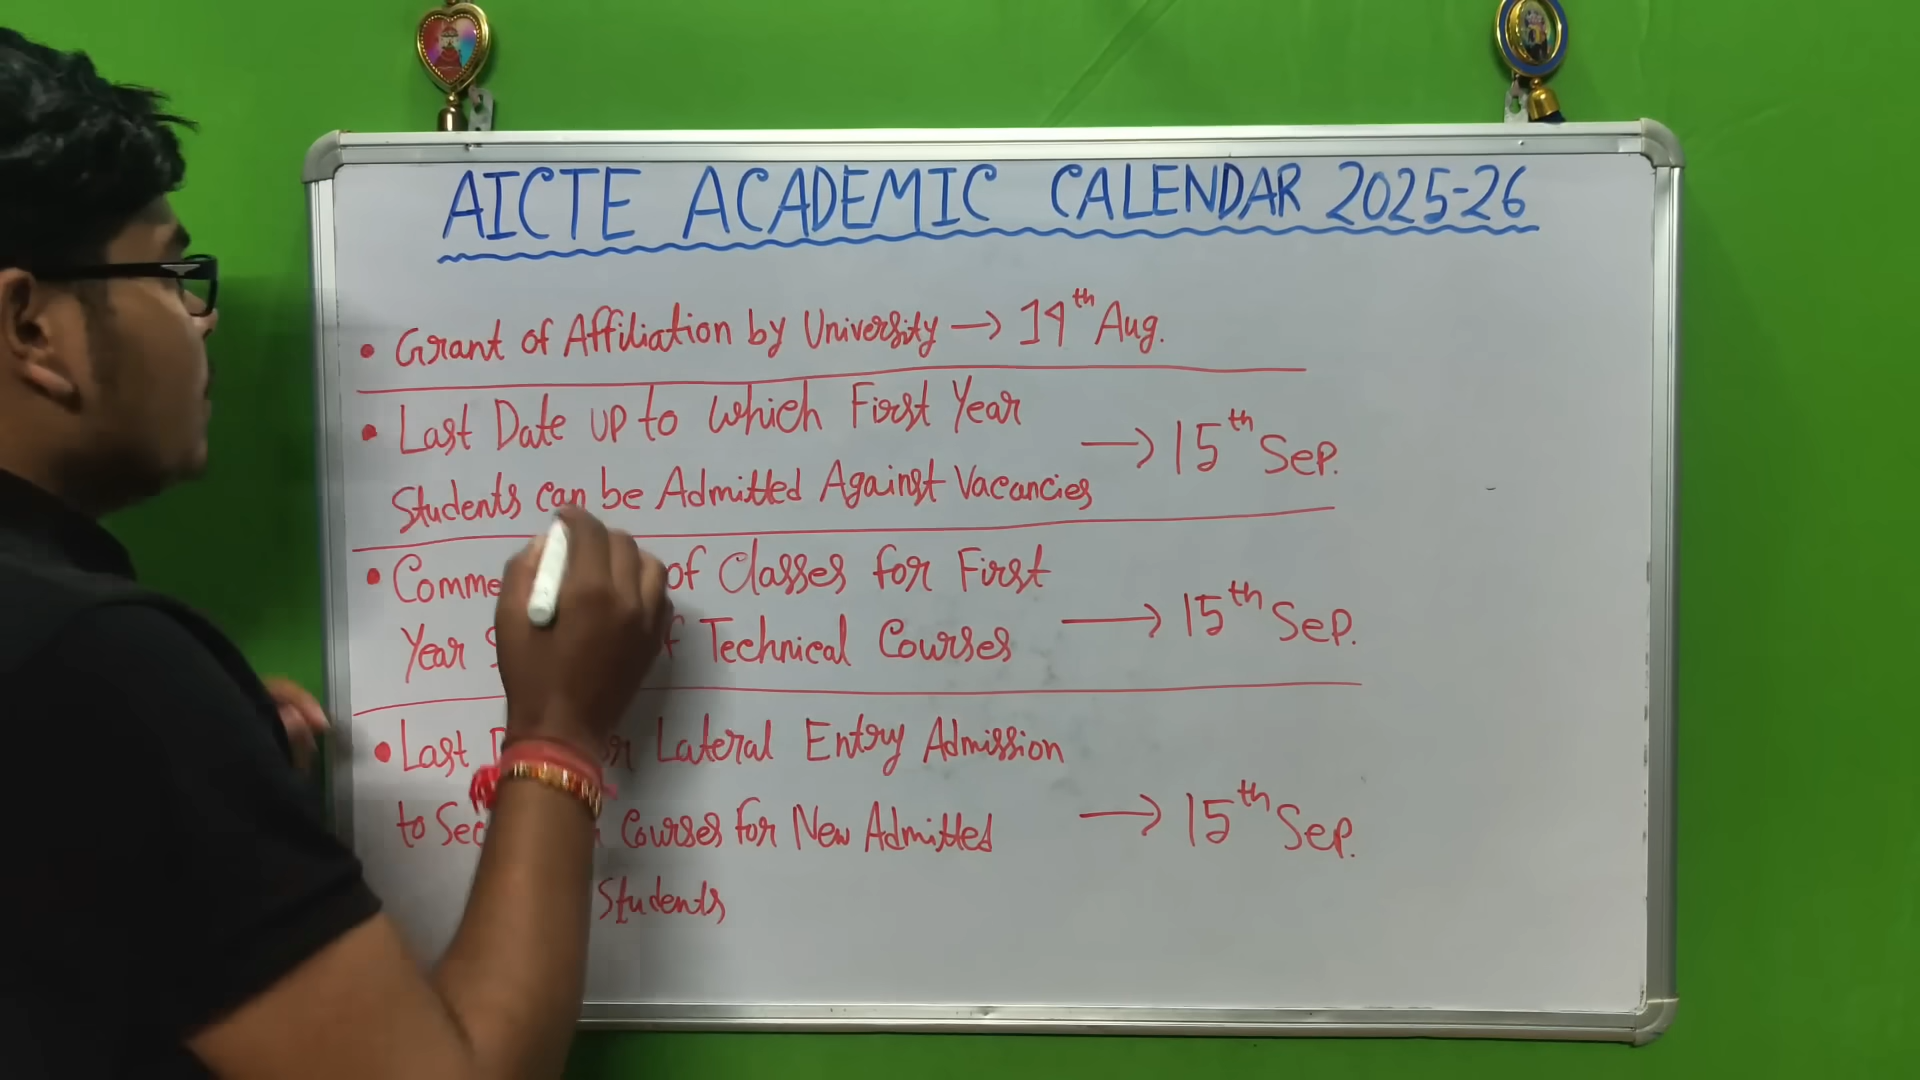 AICTE ACADEMIC CALENDAR 2025-26
• Grant of Affiliation by University → 14th Aug.
• Last Date up to which First Year
Students can be Admitted Against Vacancies → 15th Sep.
• Comme of Classes for First
Year S f Technical Courses → 15th Sep.
• Last D or Lateral Entry Admission
to Sec Courses for New Admitted → 15th Sep.
Students